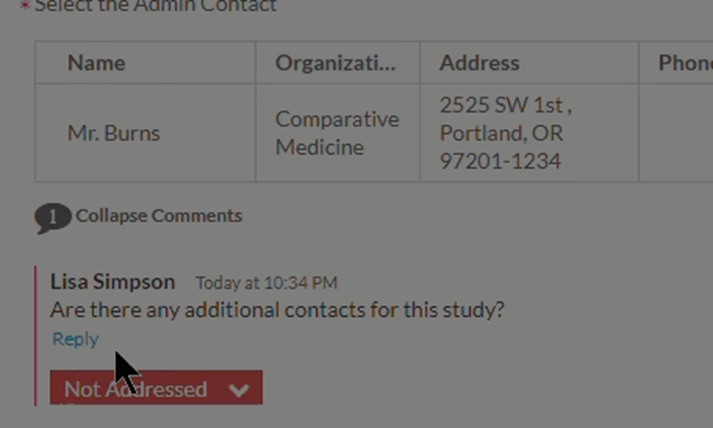 * Select the Admin Contact
Name Organizati... Address Phone
Mr. Burns
Comparative
Medicine
2525 SW 1st ,
Portland, OR
97201-1234
1 Collapse Comments
Lisa Simpson Today at 10:34 PM
Are there any additional contacts for this study?
Reply
Not Addressed